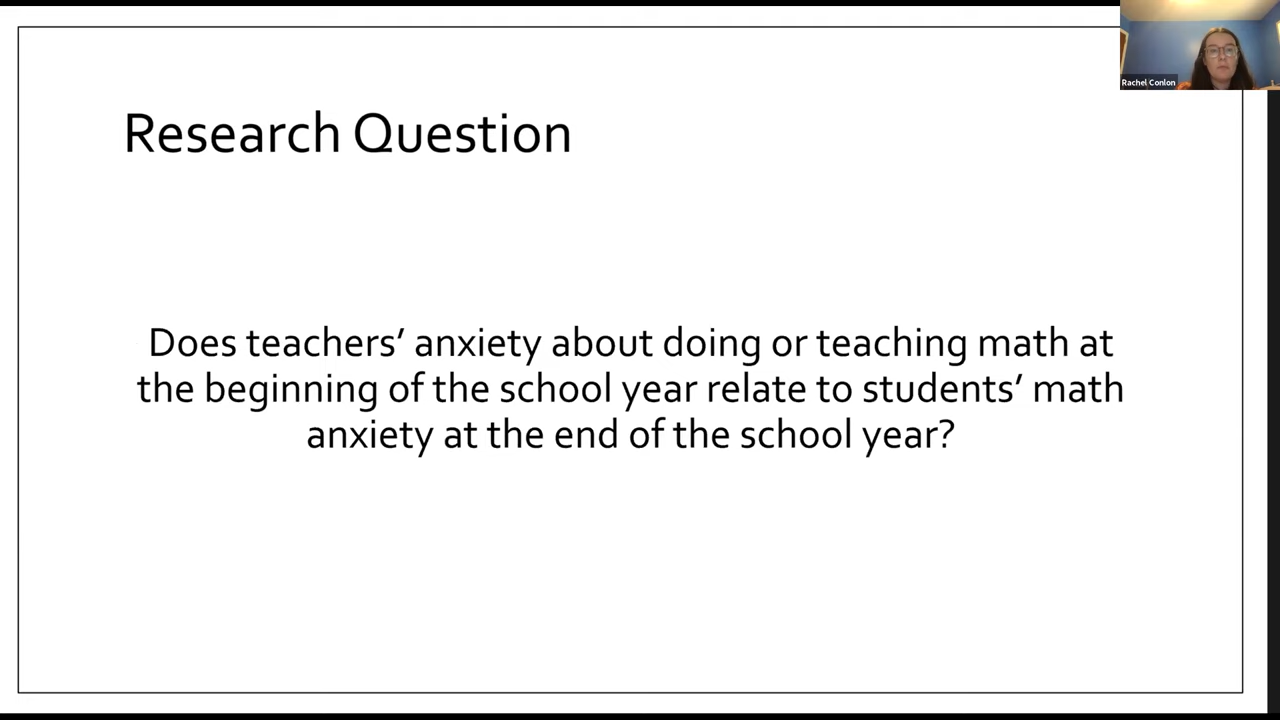 Rachel Conlon
Research Question
Does teachers’ anxiety about doing or teaching math at
the beginning of the school year relate to students’ math
anxiety at the end of the school year?